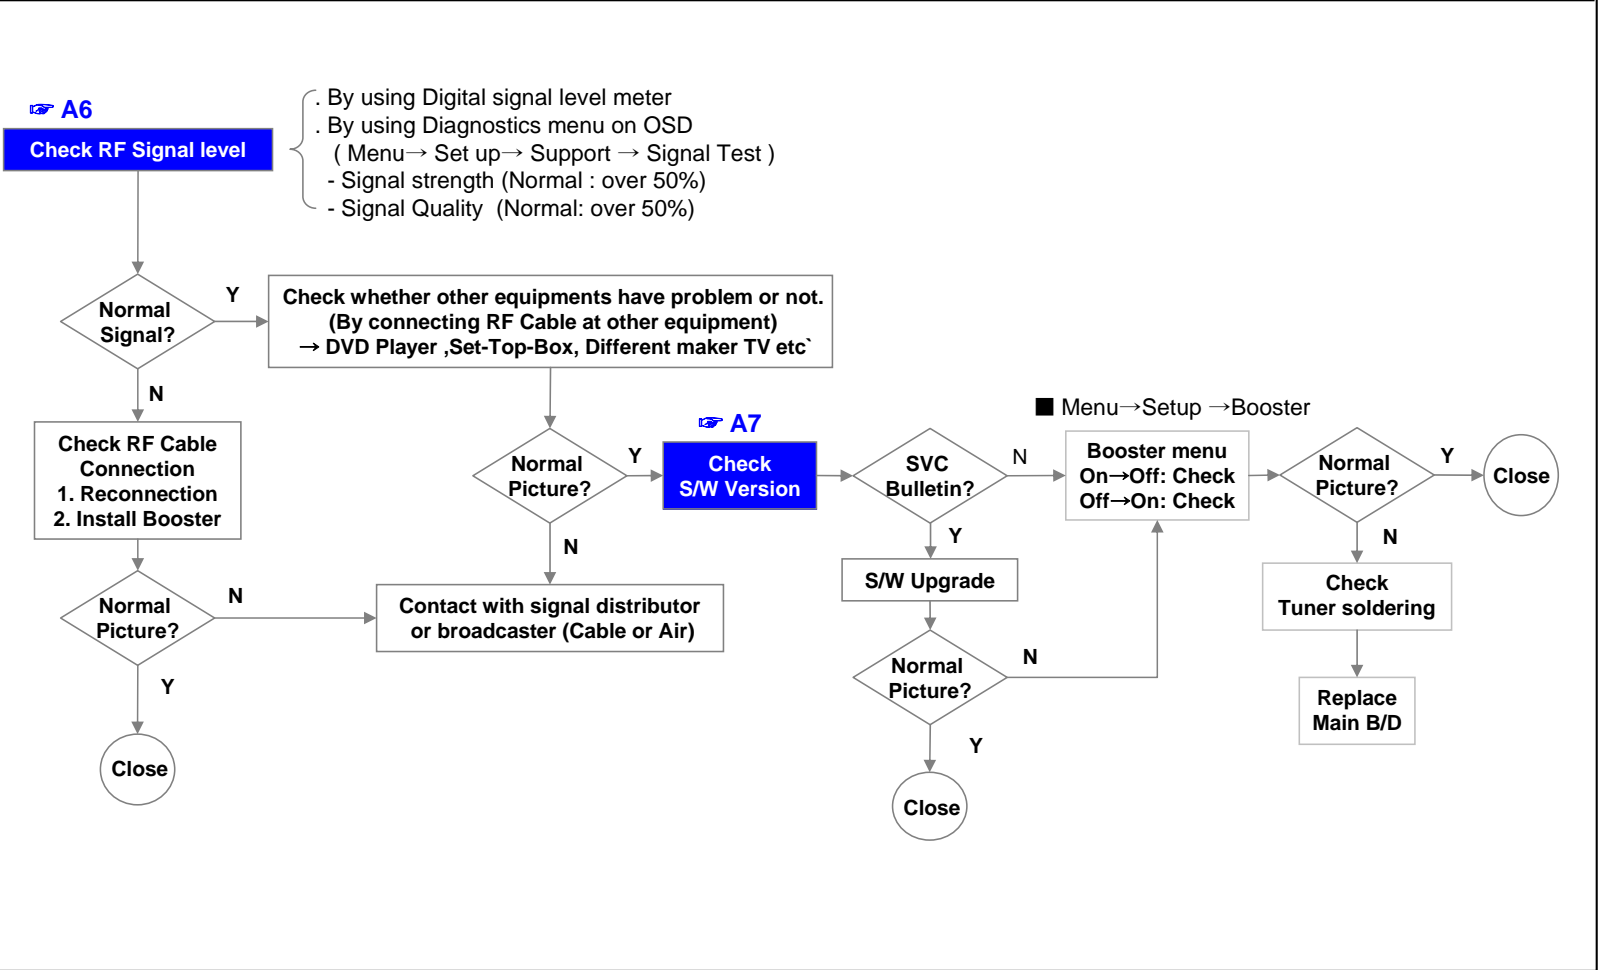 ☞ A6
Check RF Signal level
. By using Digital signal level meter
. By using Diagnostics menu on OSD
( Menu→ Set up→ Support → Signal Test )
- Signal strength (Normal : over 50%)
- Signal Quality (Normal: over 50%)
Normal
Signal?
Y
N
Check whether other equipments have problem or not.
(By connecting RF Cable at other equipment)
→ DVD Player ,Set-Top-Box, Different maker TV etc`
Check RF Cable
Connection
1. Reconnection
2. Install Booster
Normal
Picture?
N
Y
Close
Normal
Picture?
Y
N
Contact with signal distributor
or broadcaster (Cable or Air)
☞ A7
Check
S/W Version
SVC
Bulletin?
N
Y
S/W Upgrade
Normal
Picture?
N
Y
Close
■ Menu→Setup →Booster
Booster menu
On→Off: Check
Off→On: Check
Normal
Picture?
Y
Close
N
Check
Tuner soldering
Replace
Main B/D